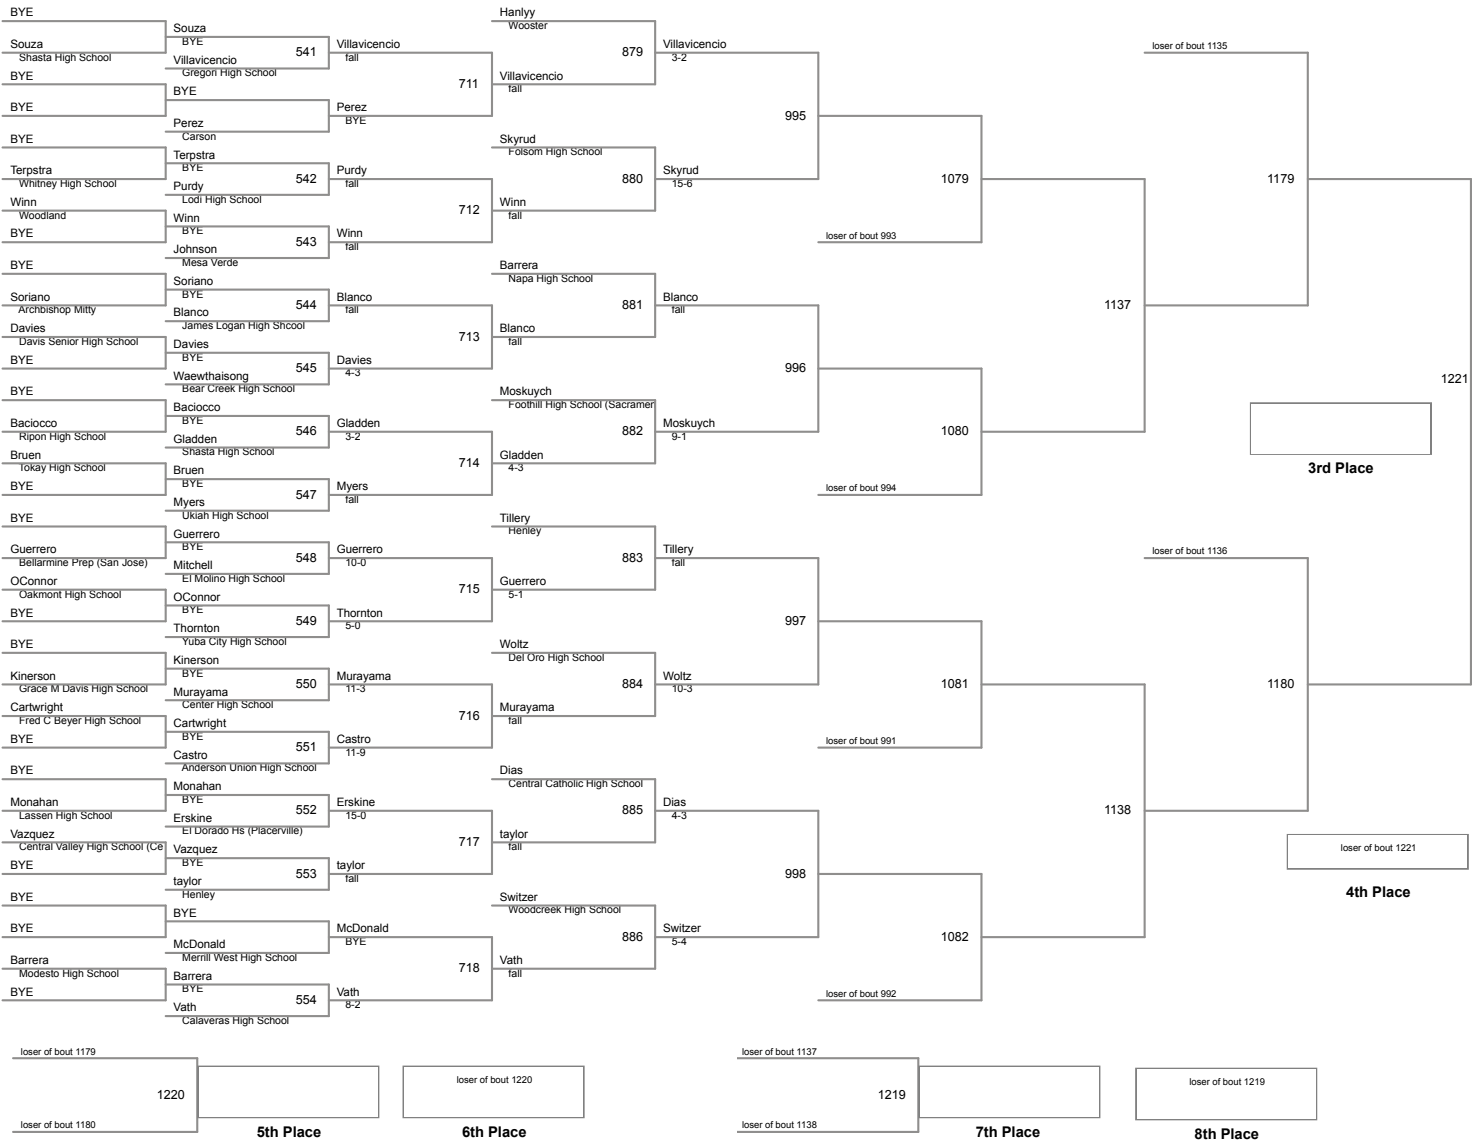 BYE
Souza
Shasta High School
BYE
BYE
BYE
Terpstra
Whitney High School
Winn
Woodland
BYE
BYE
Soriano
Archbishop Mitty
Davies
Davis Senior High School
BYE
BYE
Baciocco
Ripon High School
Bruen
Tokay High School
BYE
BYE
Guerrero
Bellarmine Prep (San Jose)
OConnor
Oakmont High School
BYE
BYE
Kinerson
Grace M Davis High School
Cartwright
Fred C Beyer High School
BYE
BYE
Monahan
Lassen High School
Vazquez
Central Valley High School (Ce
BYE
BYE
BYE
Barrera
Modesto High School
BYE
Souza
BYE
541
Villavicencio
Gregori High School
BYE
Perez
Carson
Terpstra
BYE
542
Purdy
Lodi High School
Winn
BYE
543
Johnson
Mesa Verde
Soriano
BYE
544
Blanco
James Logan High Shcool
Davies
BYE
545
Waewthaisong
Bear Creek High School
Baciocco
BYE
546
Gladden
Shasta High School
Bruen
BYE
547
Myers
Ukiah High School
Guerrero
BYE
548
Mitchell
El Molino High School
OConnor
BYE
549
Thornton
Yuba City High School
Kinerson
BYE
550
Murayama
Center High School
Cartwright
BYE
551
Castro
Anderson Union High School
Monahan
BYE
552
Erskine
El Dorado Hs (Placerville)
Vazquez
BYE
553
taylor
Henley
BYE
McDonald
Merrill West High School
Barrera
BYE
554
Vath
Calaveras High School
Villavicencio
fall
711
Perez
BYE
Purdy
fall
712
Winn
fall
Blanco
fall
713
Davies
4-3
Gladden
3-2
714
Myers
fall
Guerrero
10-0
715
Thornton
5-0
Murayama
11-3
716
Castro
11-9
Erskine
15-0
717
taylor
fall
McDonald
BYE
718
Vath
8-2
Hanlyy
Wooster
879
Villavicencio
fall
Skyrud
Folsom High School
880
Winn
fall
Barrera
Napa High School
881
Blanco
fall
Moskuych
Foothill High School (Sacramer
882
Gladden
4-3
Tillery
Henley
883
Guerrero
5-1
Woltz
Del Oro High School
884
Murayama
fall
Dias
Central Catholic High School
885
taylor
fall
Switzer
Woodcreek High School
886
Vath
fall
Villavicencio
3-2
995
Skyrud
15-6
Blanco
fall
996
Moskuych
9-1
Tillery
fall
997
Woltz
10-3
Dias
4-3
998
Switzer
5-4
1079
loser of bout 993
1080
loser of bout 994
1081
loser of bout 991
1082
loser of bout 992
1137
1138
loser of bout 1135
1179
loser of bout 1136
1180
1221
3rd Place
loser of bout 1221
4th Place
loser of bout 1179
1220
loser of bout 1180
5th Place
loser of bout 1220
6th Place
loser of bout 1137
1219
loser of bout 1138
7th Place
loser of bout 1219
8th Place